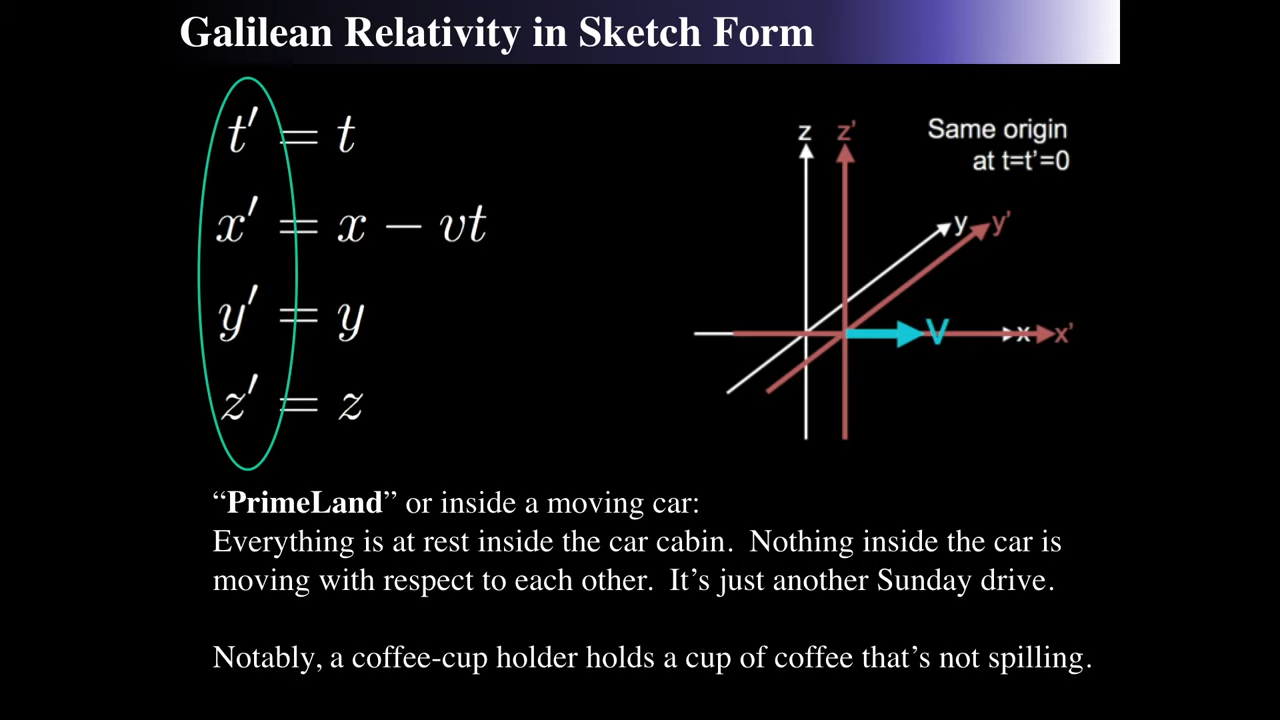 Galilean Relativity in Sketch Form
t′ = t
x′ = x − vt
y′ = y
z′ = z
z z’
Same origin
at t=t’=0
y y’
V x x’
“PrimeLand” or inside a moving car:
Everything is at rest inside the car cabin. Nothing inside the car is
moving with respect to each other. It’s just another Sunday drive.
Notably, a coffee-cup holder holds a cup of coffee that’s not spilling.